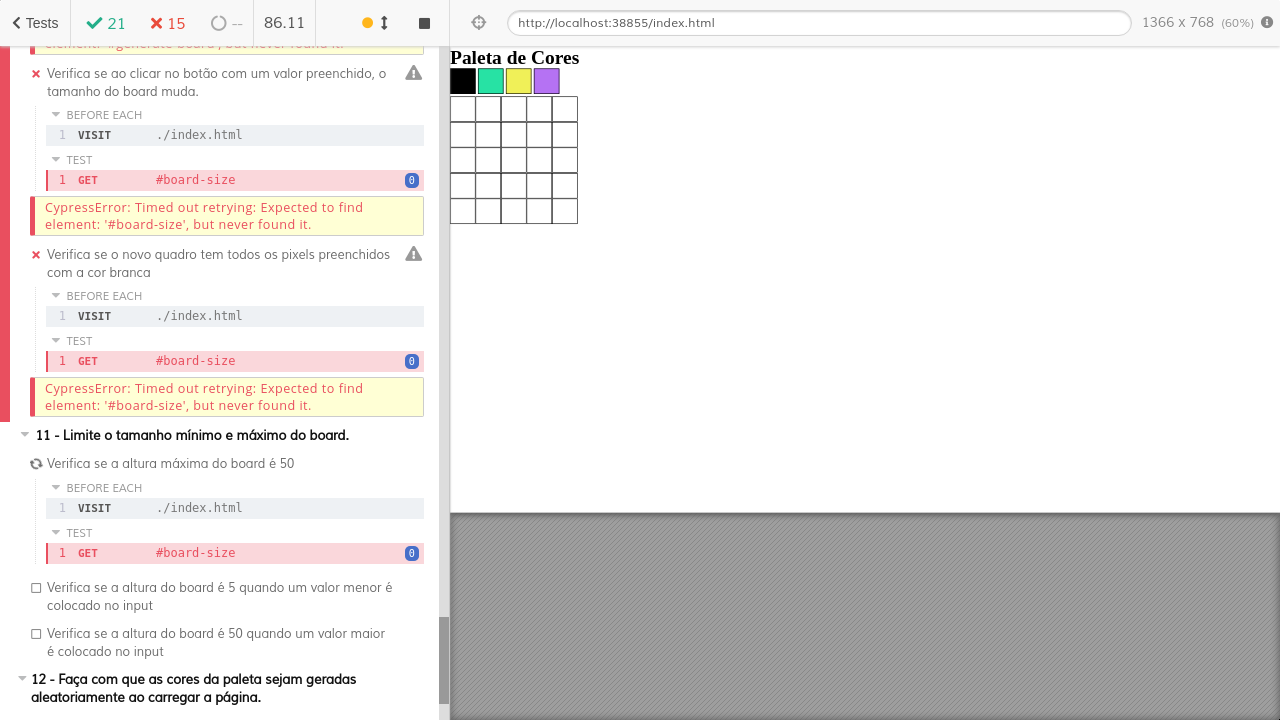 Tests
21
15
--
86.11
http://localhost:38855/index.html
1366 x 768 (60%)
element: '#generate-board', but never found it.
Verifica se ao clicar no botão com um valor preenchido, o
tamanho do board muda.
BEFORE EACH
1 VISIT ./index.html
TEST
1 GET #board-size 0
CypressError: Timed out retrying: Expected to find
element: '#board-size', but never found it.
Verifica se o novo quadro tem todos os pixels preenchidos
com a cor branca
BEFORE EACH
1 VISIT ./index.html
TEST
1 GET #board-size 0
CypressError: Timed out retrying: Expected to find
element: '#board-size', but never found it.
11 - Limite o tamanho mínimo e máximo do board.
Verifica se a altura máxima do board é 50
BEFORE EACH
1 VISIT ./index.html
TEST
1 GET #board-size 0
Verifica se a altura do board é 5 quando um valor menor é
colocado no input
Verifica se a altura do board é 50 quando um valor maior
é colocado no input
12 - Faça com que as cores da paleta sejam geradas
aleatoriamente ao carregar a página.
Paleta de Cores